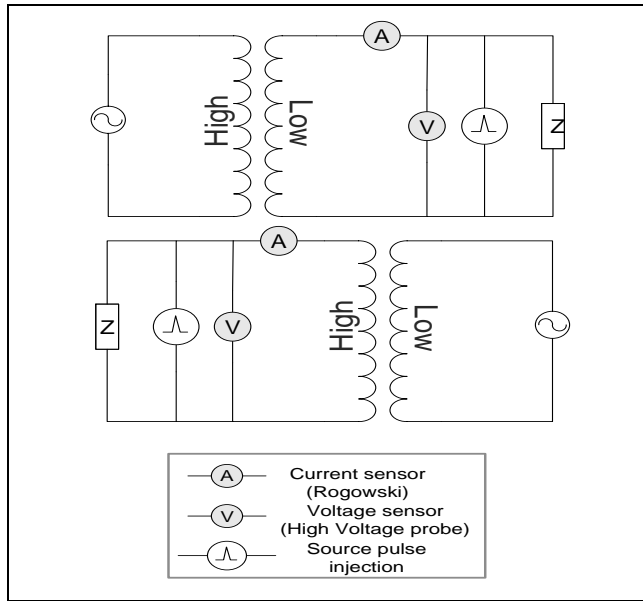 A
High
Low
V
Z
A
Z
V
High
Low
A
Current sensor
(Rogowski)
V
Voltage sensor
(High Voltage probe)
Source pulse
injection